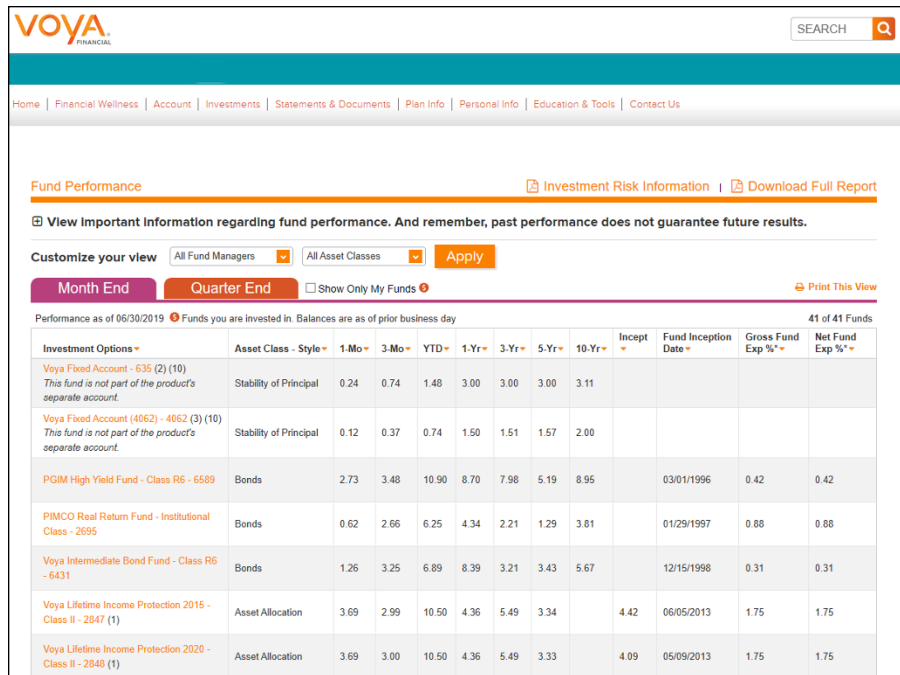 VOYA
FINANCIAL
SEARCH
Home | Financial Wellness | Account | Investments | Statements & Documents | Plan Info | Personal Info | Education & Tools | Contact Us
Fund Performance
Investment Risk Information | Download Full Report
View important information regarding fund performance. And remember, past performance does not guarantee future results.
Customize your view All Fund Managers All Asset Classes Apply
Month End Quarter End Show Only My Funds $ Print This View
Performance as of 06/30/2019 $ Funds you are invested in. Balances are as of prior business day 41 of 41 Funds
Investment Options Asset Class - Style 1-Mo 3-Mo YTD 1-Yr 3-Yr 5-Yr 10-Yr Incept Fund Inception Date Gross Fund Exp %* Net Fund Exp %*
Voya Fixed Account - 635 (2) (10)
This fund is not part of the product's
separate account.
Stability of Principal 0.24 0.74 1.48 3.00 3.00 3.00 3.11
Voya Fixed Account (4062) - 4062 (3) (10)
This fund is not part of the product's
separate account.
Stability of Principal 0.12 0.37 0.74 1.50 1.51 1.57 2.00
PGIM High Yield Fund - Class R6 - 6589 Bonds 2.73 3.48 10.90 8.70 7.98 5.19 8.95 03/01/1996 0.42 0.42
PIMCO Real Return Fund - Institutional
Class - 2695
Bonds 0.62 2.66 6.25 4.34 2.21 1.29 3.81 01/29/1997 0.88 0.88
Voya Intermediate Bond Fund - Class R6
- 6431
Bonds 1.26 3.25 6.89 8.39 3.21 3.43 5.67 12/15/1998 0.31 0.31
Voya Lifetime Income Protection 2015 -
Class II - 2847 (1)
Asset Allocation 3.69 2.99 10.50 4.36 5.49 3.34 4.42 06/05/2013 1.75 1.75
Voya Lifetime Income Protection 2020 -
Class II - 2848 (1)
Asset Allocation 3.69 3.00 10.50 4.36 5.49 3.33 4.09 05/09/2013 1.75 1.75